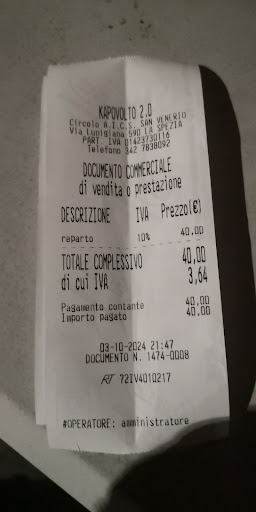 KAPOVOLTO 2.0
Circolo A.I.C.S. SAN VENERIO
Via Lunigiana 590 LA SPEZIA
PART. IVA 01423730116
Telefono 342 7838092
DOCUMENTO COMMERCIALE
di vendita o prestazione
DESCRIZIONE IVA Prezzo(€)
reparto 10% 40,00
TOTALE COMPLESSIVO 40,00
di cui IVA 3,64
Pagamento contante 40,00
Importo pagato 40,00
03-10-2024 21:47
DOCUMENTO N. 1474-0008
RT 72IV4010217
#OPERATORE: amministratore